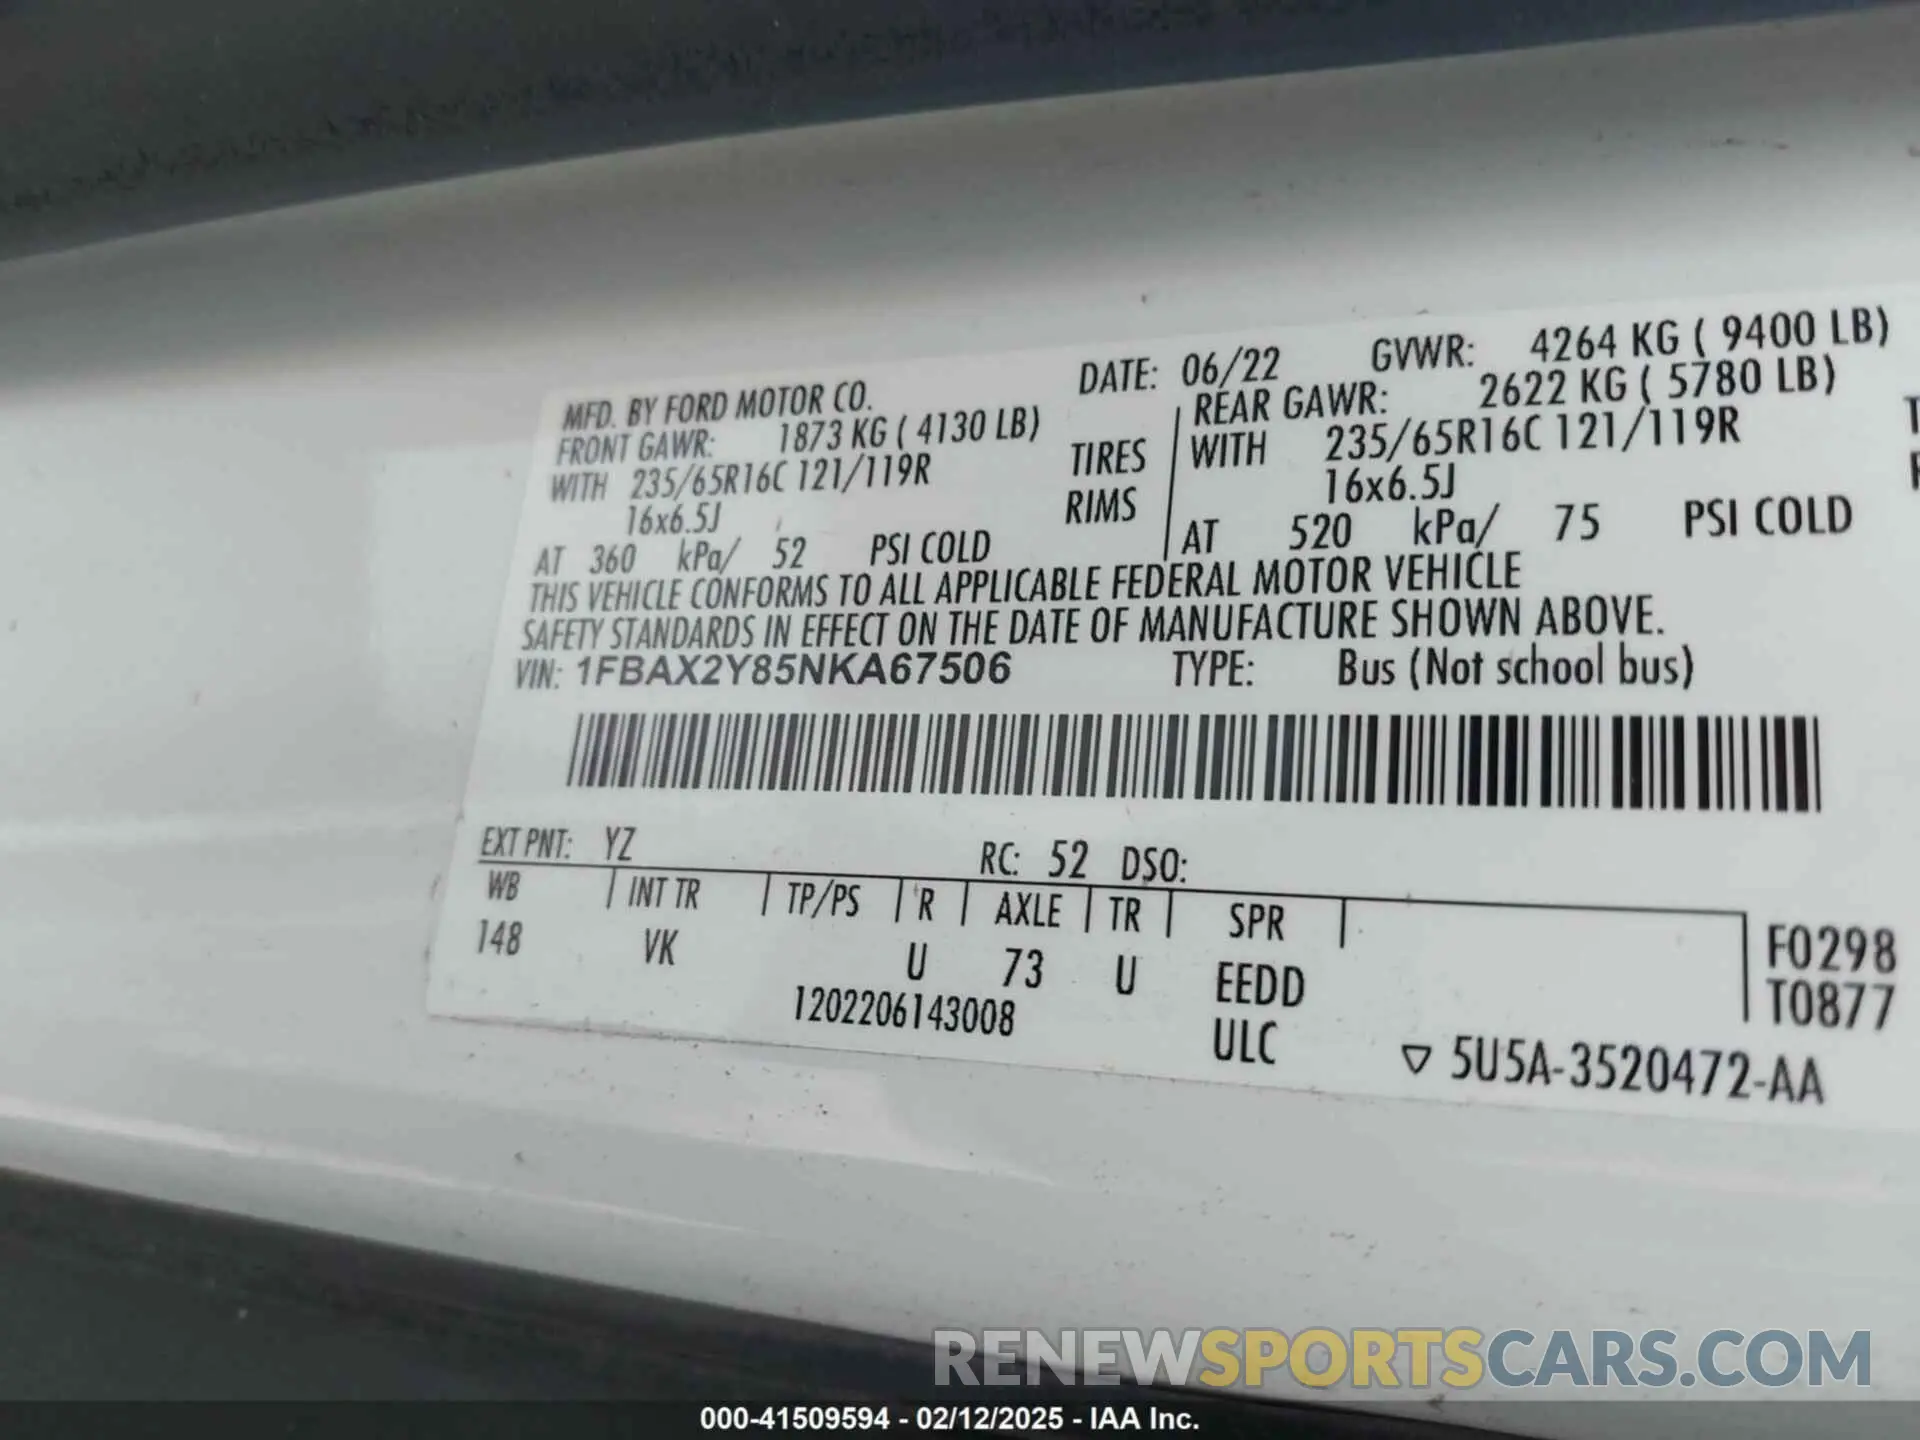 MFD. BY FORD MOTOR CO. DATE: 06/22 GVWR: 4264 KG ( 9400 LB)
FRONT GAWR: 1873 KG ( 4130 LB) REAR GAWR: 2622 KG ( 5780 LB)
WITH 235/65R16C 121/119R TIRES WITH 235/65R16C 121/119R
16x6.5J RIMS 16x6.5J
AT 360 kPa/ 52 PSI COLD AT 520 kPa/ 75 PSI COLD
THIS VEHICLE CONFORMS TO ALL APPLICABLE FEDERAL MOTOR VEHICLE
SAFETY STANDARDS IN EFFECT ON THE DATE OF MANUFACTURE SHOWN ABOVE.
VIN: 1FBAX2Y85NKA67506 TYPE: Bus (Not school bus)
EXT PNT: YZ RC: 52 DSO:
WB INT TR TP/PS R AXLE TR SPR
148 VK U 73 U EEDD
F0298
T0877
1202206143008 ULC ▽ 5U5A-3520472-AA
RENEWSPORTSCARS.COM
000-41509594 - 02/12/2025 - IAA Inc.